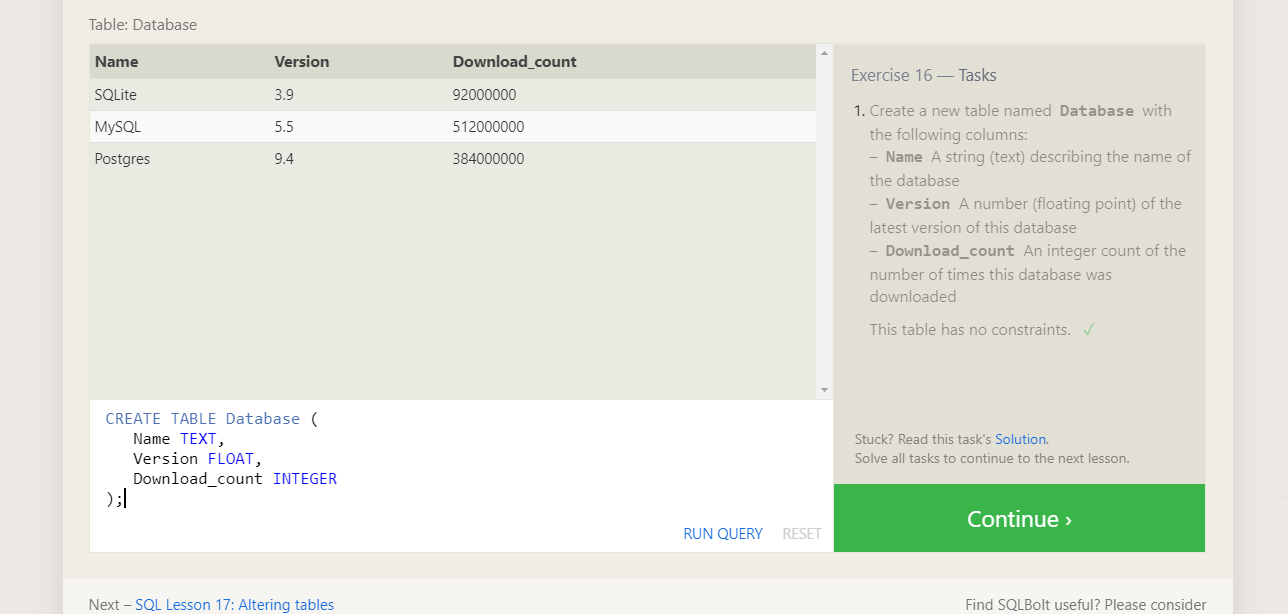 Table: Database
Name Version Download_count
SQLite 3.9 92000000
MySQL 5.5 512000000
Postgres 9.4 384000000
Exercise 16 — Tasks
1. Create a new table named Database with
the following columns:
– Name A string (text) describing the name of
the database
– Version A number (floating point) of the
latest version of this database
– Download_count An integer count of the
number of times this database was
downloaded
This table has no constraints. ✓
Stuck? Read this task's Solution.
Solve all tasks to continue to the next lesson.
Continue ›
CREATE TABLE Database (
Name TEXT,
Version FLOAT,
Download_count INTEGER
);
RUN QUERY RESET
Next – SQL Lesson 17: Altering tables
Find SQLBolt useful? Please consider